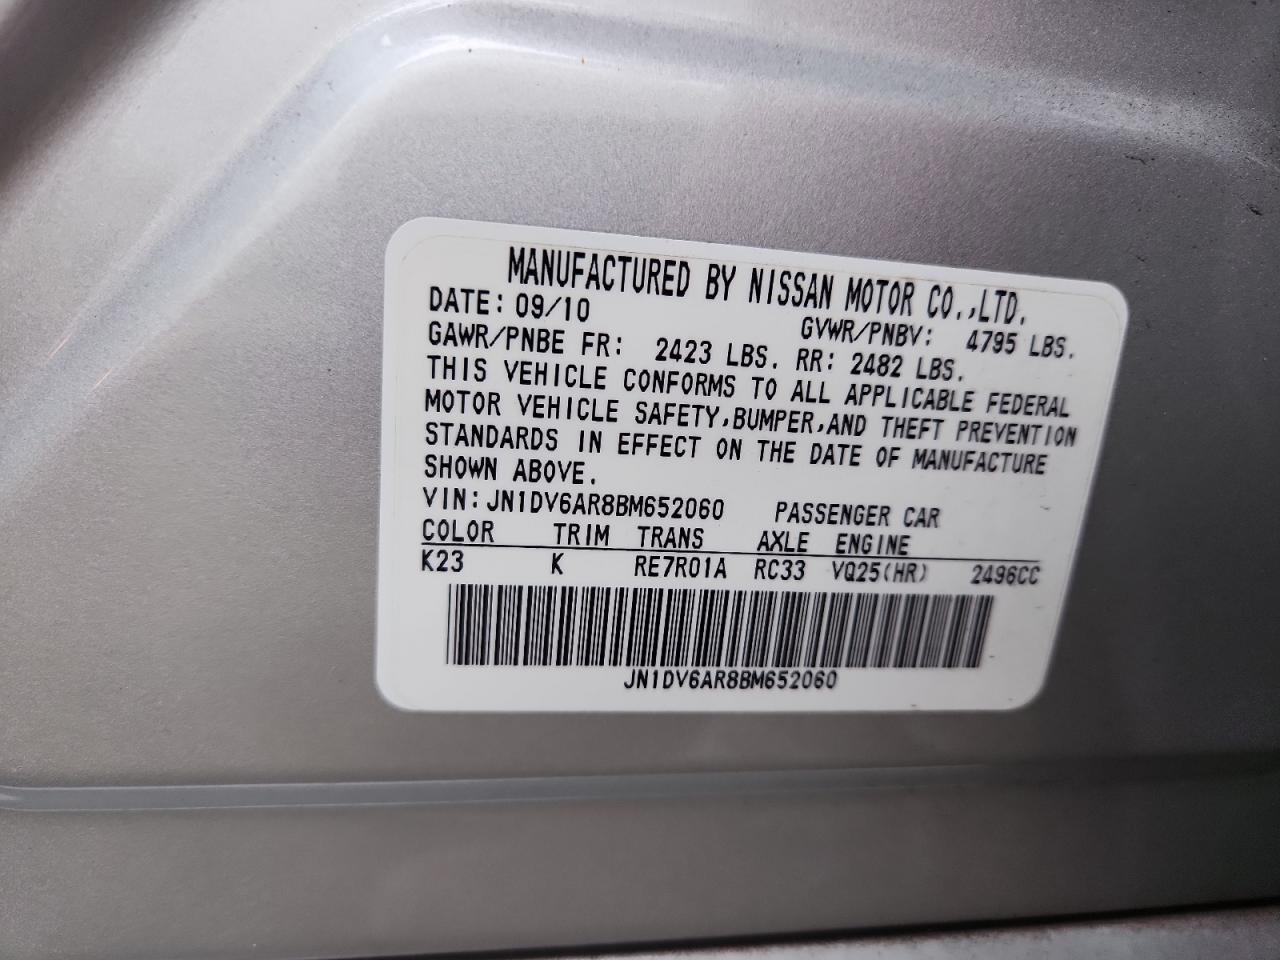 MANUFACTURED BY NISSAN MOTOR CO.,LTD.
DATE: 09/10 GVWR/PNBV: 4795 LBS.
GAWR/PNBE FR: 2423 LBS. RR: 2482 LBS.
THIS VEHICLE CONFORMS TO ALL APPLICABLE FEDERAL
MOTOR VEHICLE SAFETY,BUMPER,AND THEFT PREVENTION
STANDARDS IN EFFECT ON THE DATE OF MANUFACTURE
SHOWN ABOVE.
VIN: JN1DV6AR8BM652060 PASSENGER CAR
COLOR TRIM TRANS AXLE ENGINE
K23 K RE7R01A RC33 VQ25(HR) 2496CC
JN1DV6AR8BM652060